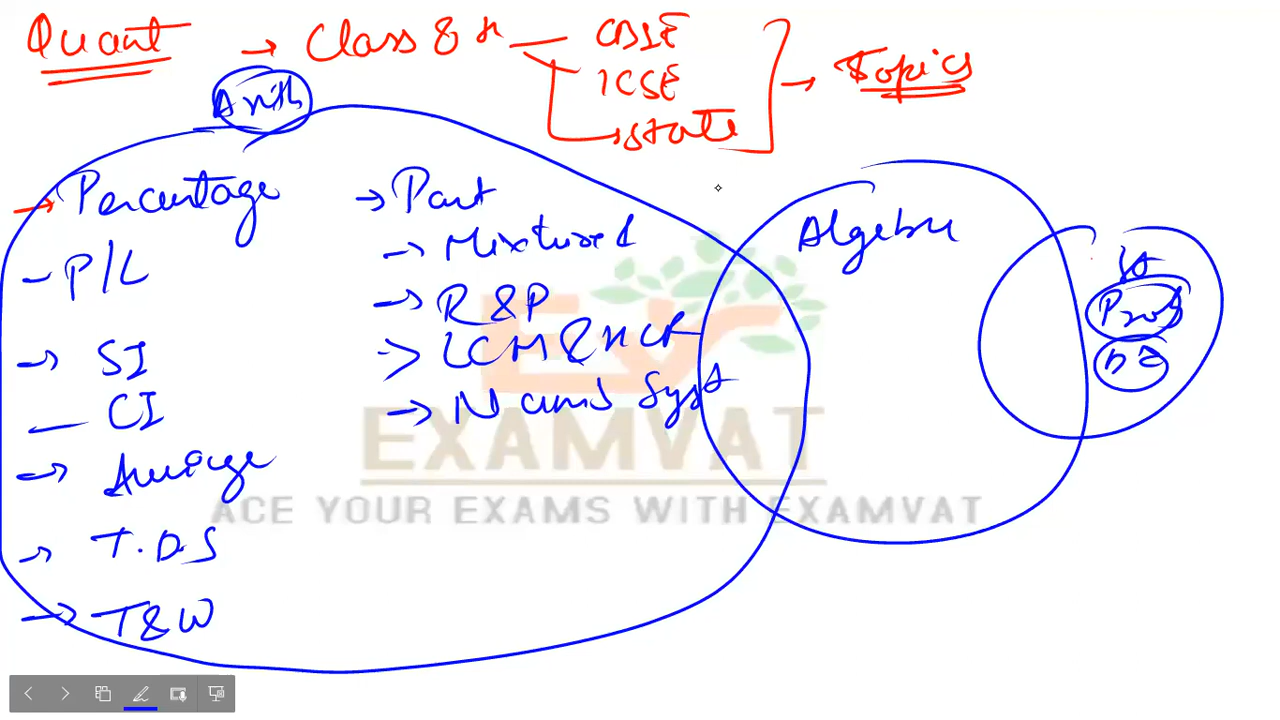 Quant → Class 8th CBSE
ICSE
State → Topics
Arith
→ Percentage
- P/L
→ SI
- CI
→ Average
→ T.D.S
→ T&W
→ Part
→ Mixture
→ R&P
→ LCM & HCF
→ Numb Syst
Algebra
Prob
EXAMVAT
ACE YOUR EXAMS WITH EXAMVAT